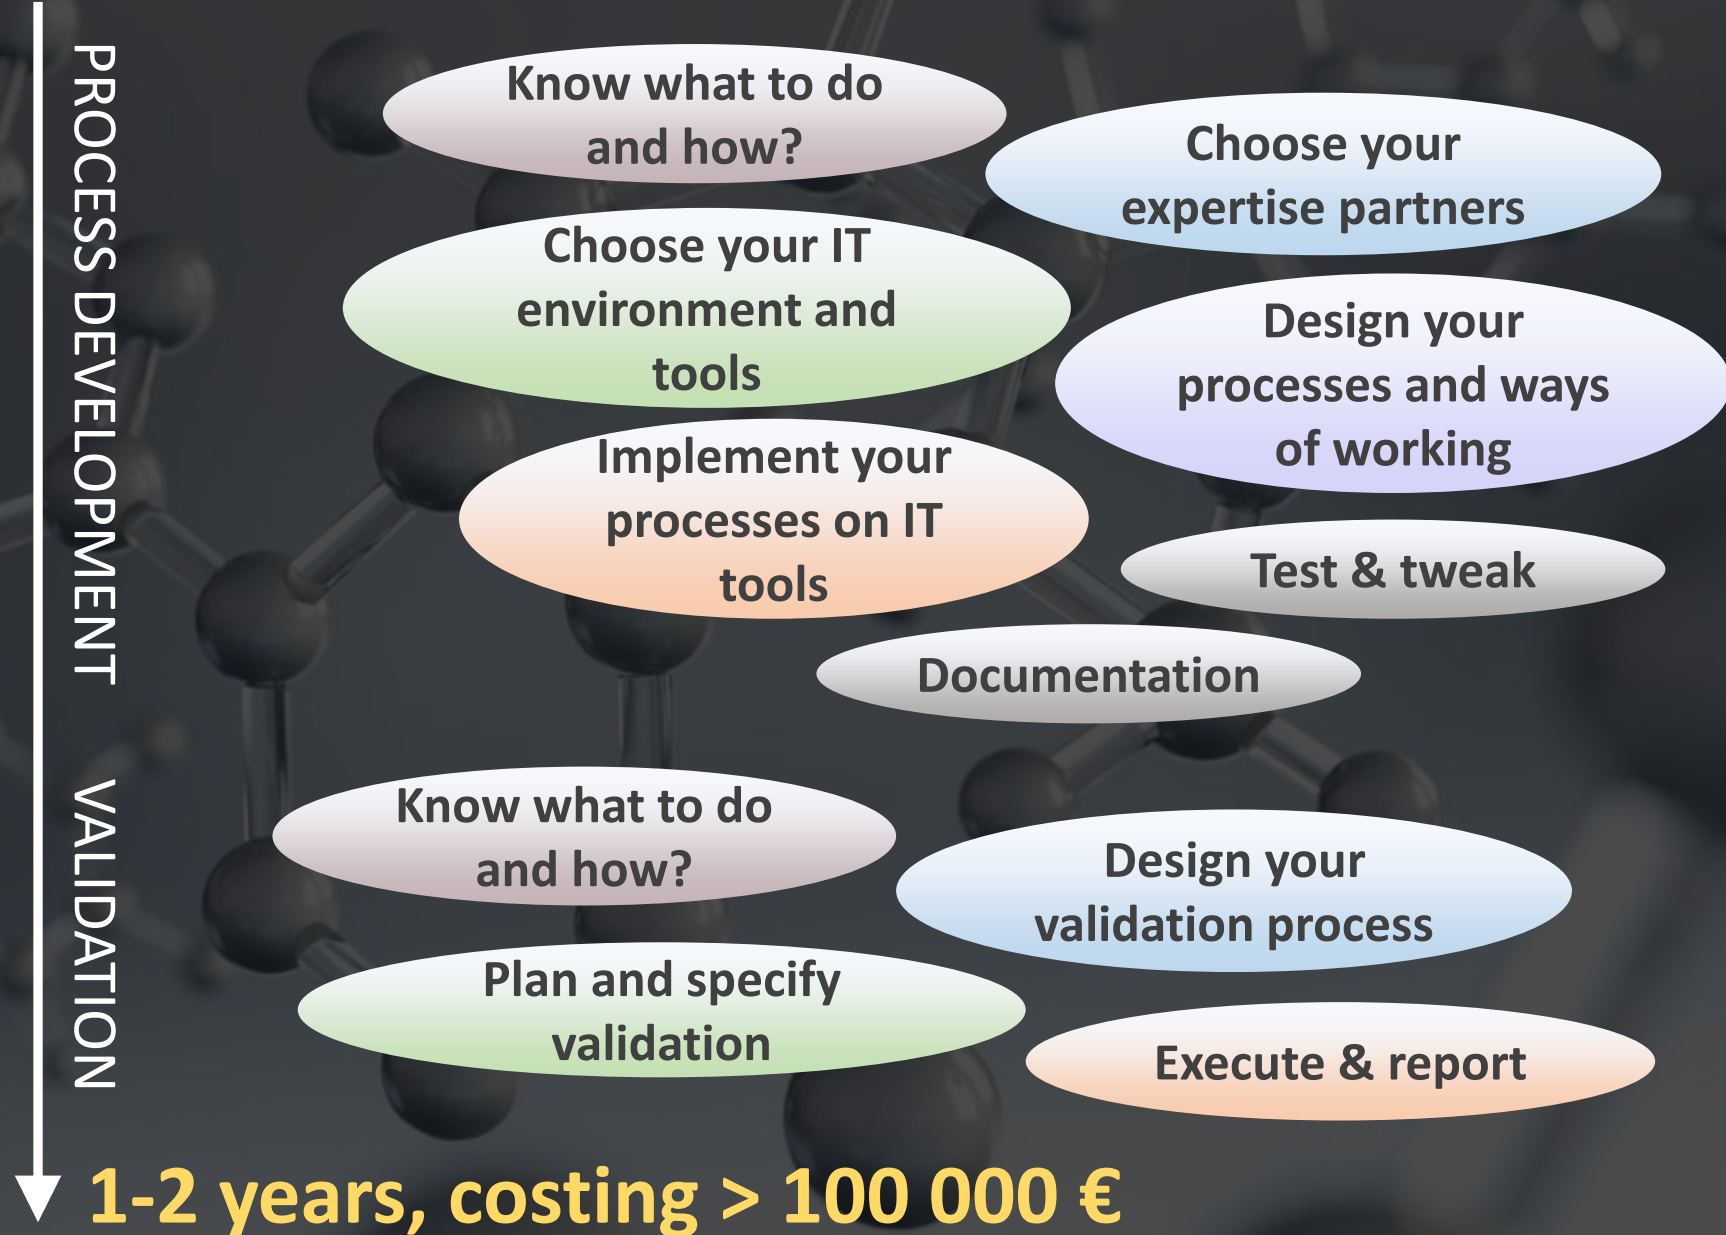 PROCESS DEVELOPMENT
Know what to do
and how?
Choose your
expertise partners
Choose your IT
environment and
tools
Design your
processes and ways
of working
Implement your
processes on IT
tools
Test & tweak
Documentation
VALIDATION
Know what to do
and how?
Design your
validation process
Plan and specify
validation
Execute & report
1-2 years, costing > 100 000 €